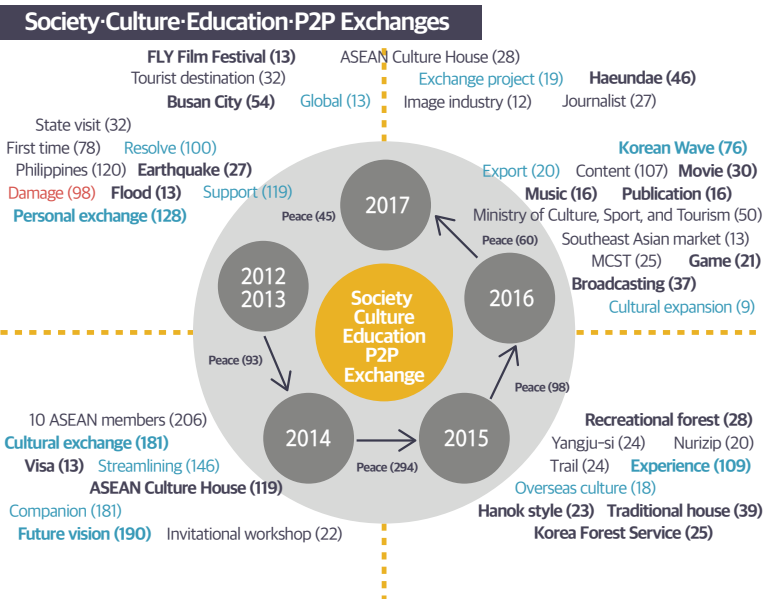 Society·Culture·Education·P2P Exchanges
FLY Film Festival (13) ASEAN Culture House (28)
Tourist destination (32) Exchange project (19) Haeundae (46)
Busan City (54) Global (13) Image industry (12) Journalist (27)
State visit (32)
First time (78) Resolve (100)
Philippines (120) Earthquake (27)
Damage (98) Flood (13) Support (119)
Personal exchange (128)
Korean Wave (76)
Export (20) Content (107) Movie (30)
Music (16) Publication (16)
Ministry of Culture, Sport, and Tourism (50)
Southeast Asian market (13)
MCST (25) Game (21)
Broadcasting (37)
Cultural expansion (9)
2017
Peace (45)
Peace (60)
2012
2013
2016
Society
Culture
Education
P2P
Exchange
Peace (93)
Peace (98)
2014
2015
Peace (294)
10 ASEAN members (206)
Cultural exchange (181)
Visa (13) Streamlining (146)
ASEAN Culture House (119)
Companion (181)
Future vision (190) Invitational workshop (22)
Recreational forest (28)
Yangju-si (24) Nurizip (20)
Trail (24) Experience (109)
Overseas culture (18)
Hanok style (23) Traditional house (39)
Korea Forest Service (25)